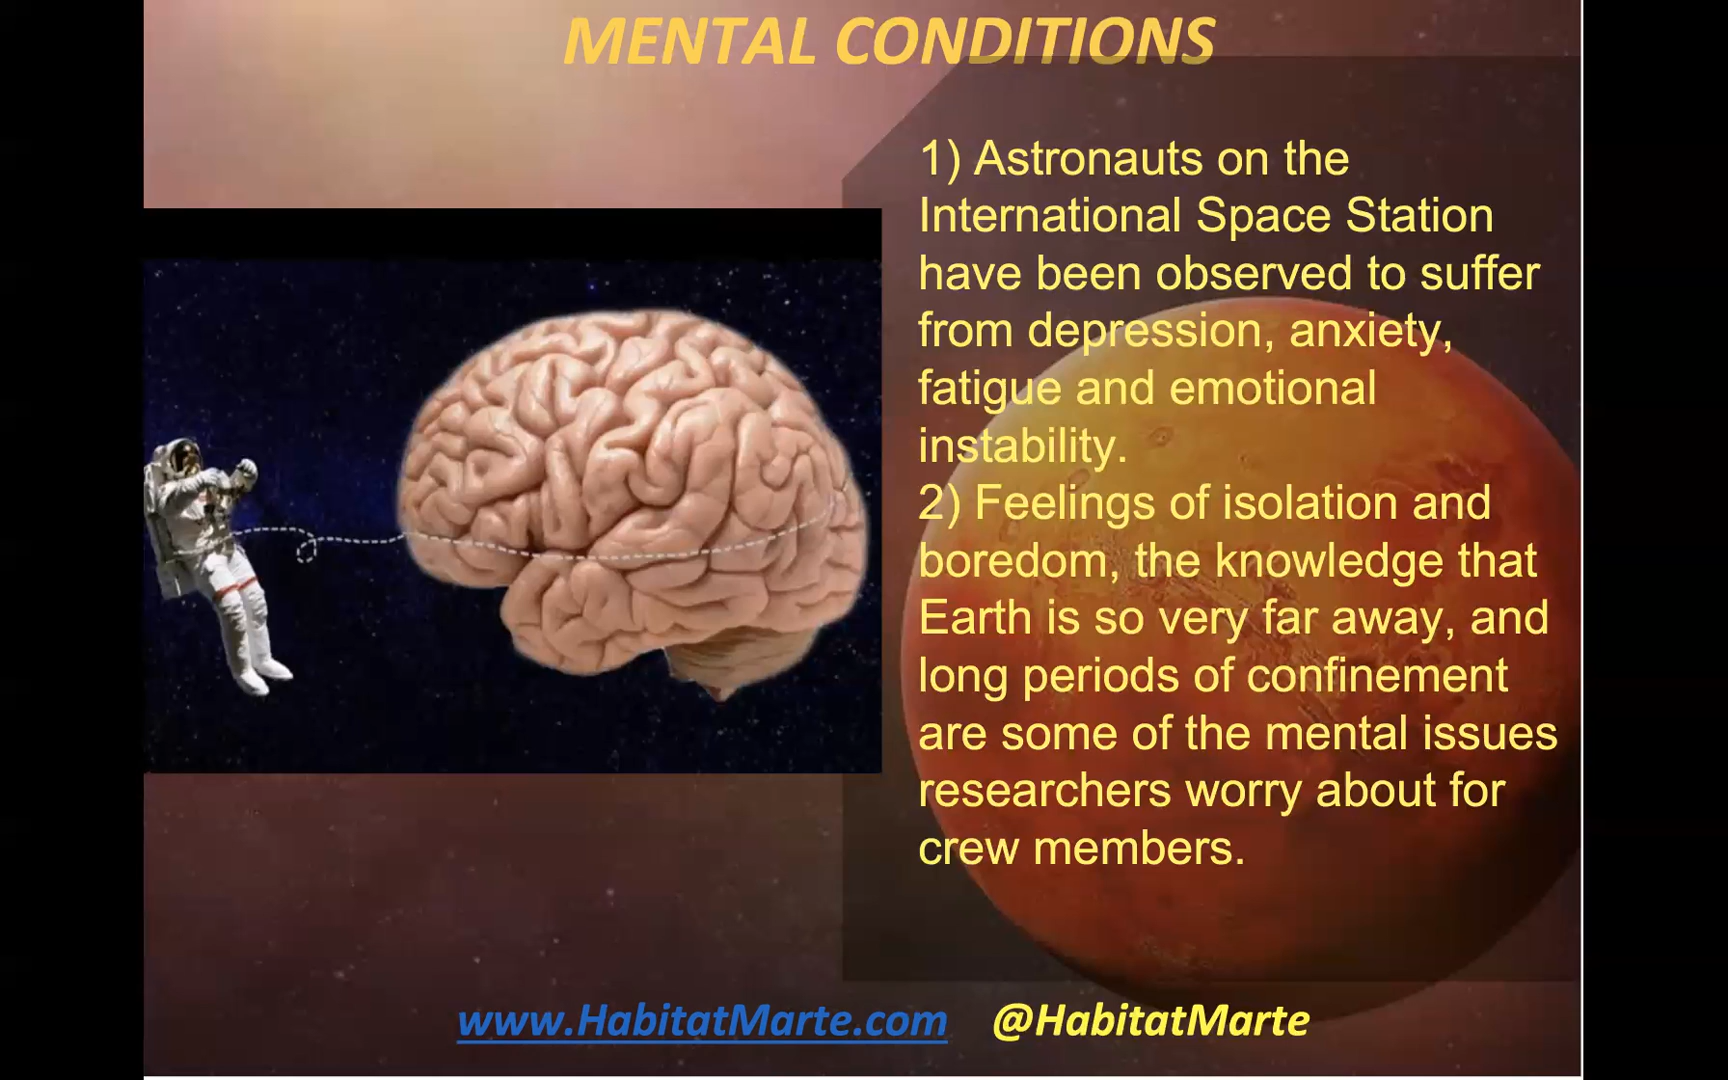 MENTAL CONDITIONS
1) Astronauts on the
International Space Station
have been observed to suffer
from depression, anxiety,
fatigue and emotional
instability.
2) Feelings of isolation and
boredom, the knowledge that
Earth is so very far away, and
long periods of confinement
are some of the mental issues
researchers worry about for
crew members.
www.HabitatMarte.com @HabitatMarte